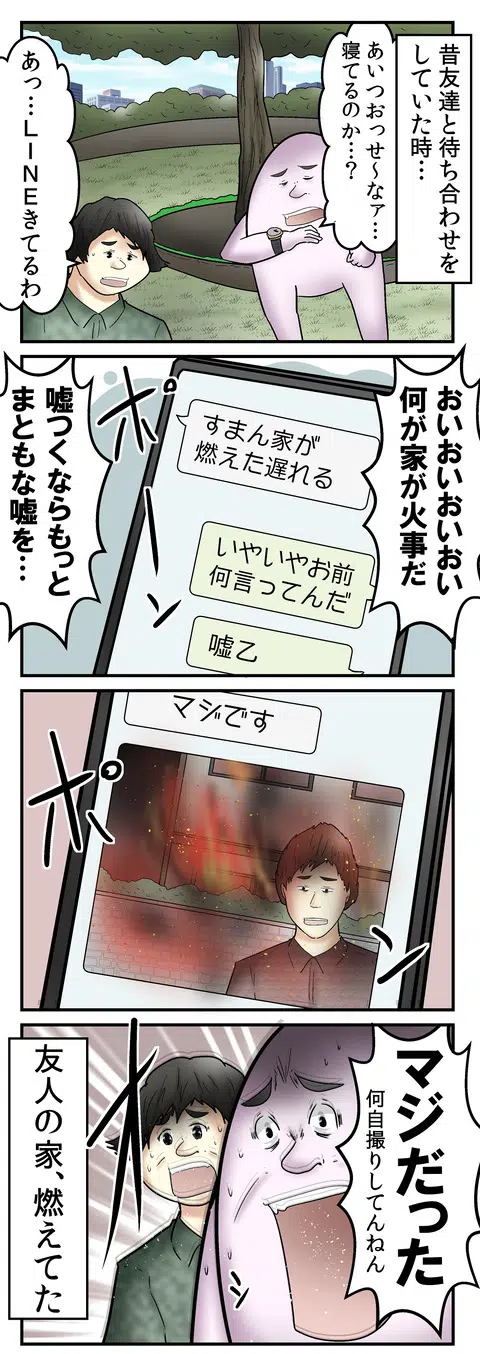 昔友達と待ち合わせを
していた時…
あいつおっせ～なァ…
寝てるのか…？
あっ…ＬＩＮＥきてるわ
おいおいおいおい
何が家が火事だ
ポ
ン
すまん家が
燃えた遅れる
いやいやお前
何言ってんだ
嘘乙
嘘つくならもっと
まともな嘘を…
マジです
ポ
ン
マジだった
何自撮りしてんねん
友人の家、燃えてた